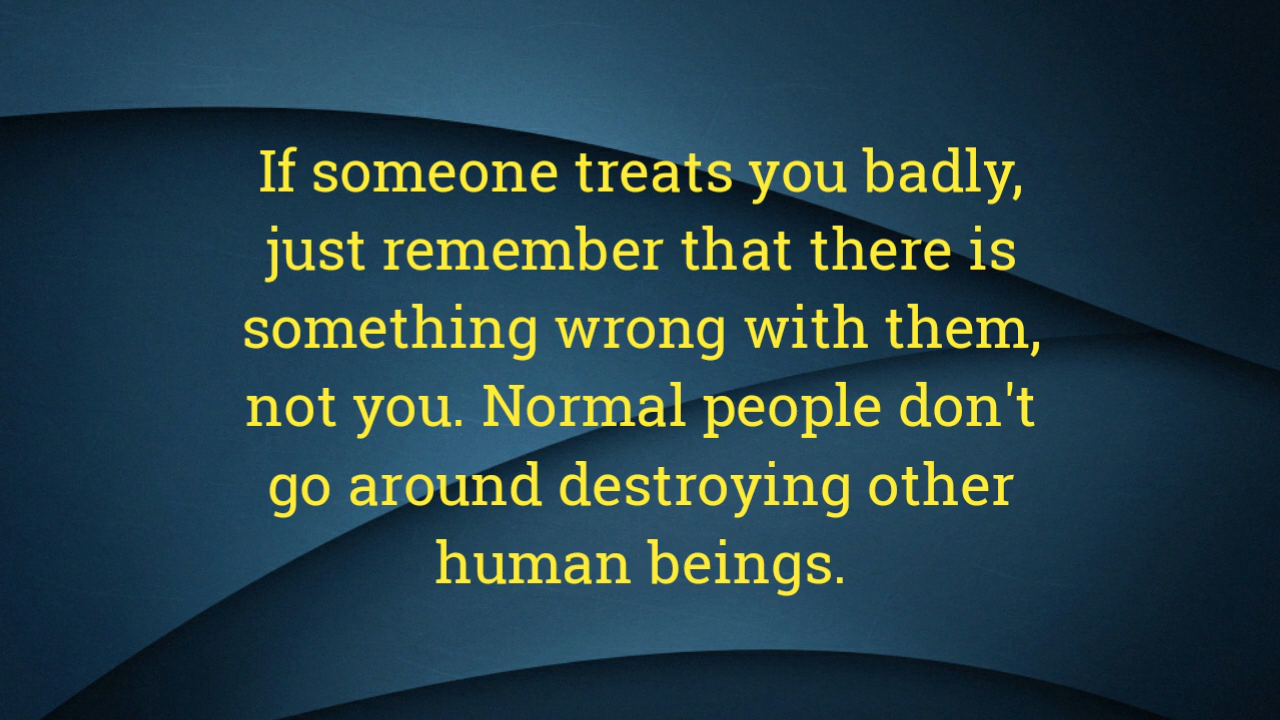 If someone treats you badly,
just remember that there is
something wrong with them,
not you. Normal people don't
go around destroying other
human beings.